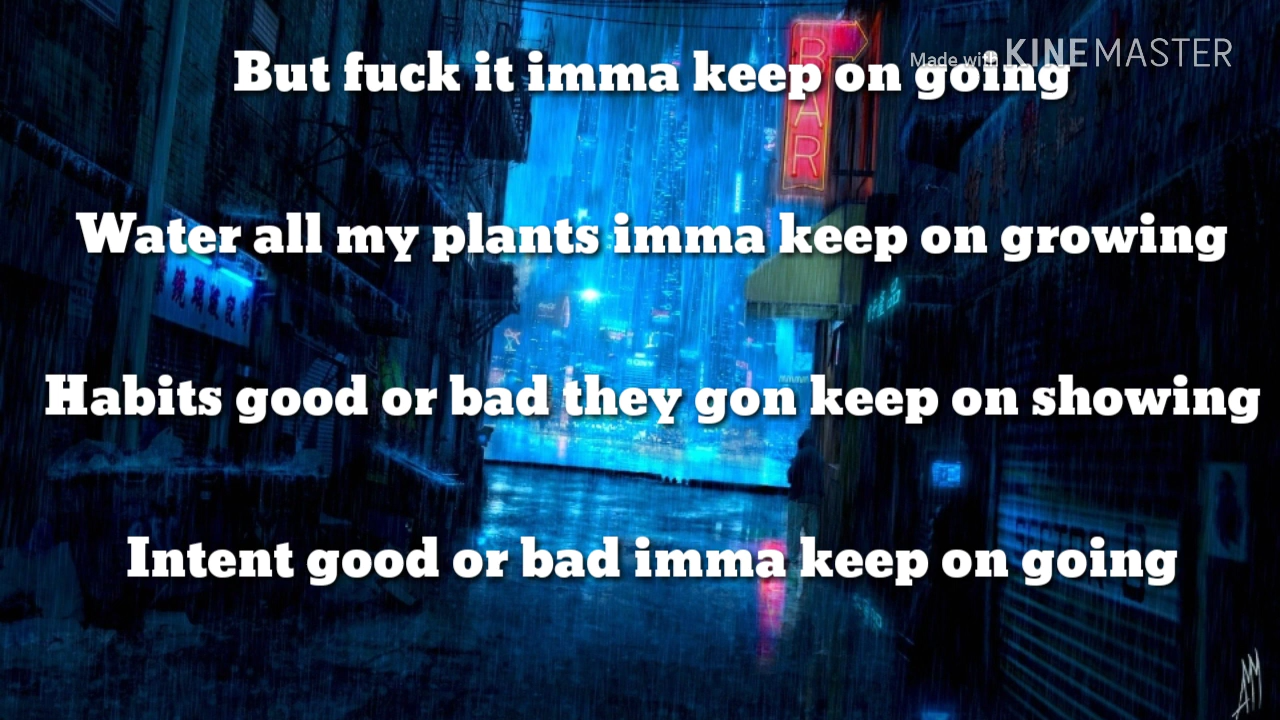 But fuck it imma keep on going
Made with KINEMASTER
BAR
Water all my plants imma keep on growing
Habits good or bad they gon keep on showing
Intent good or bad imma keep on going